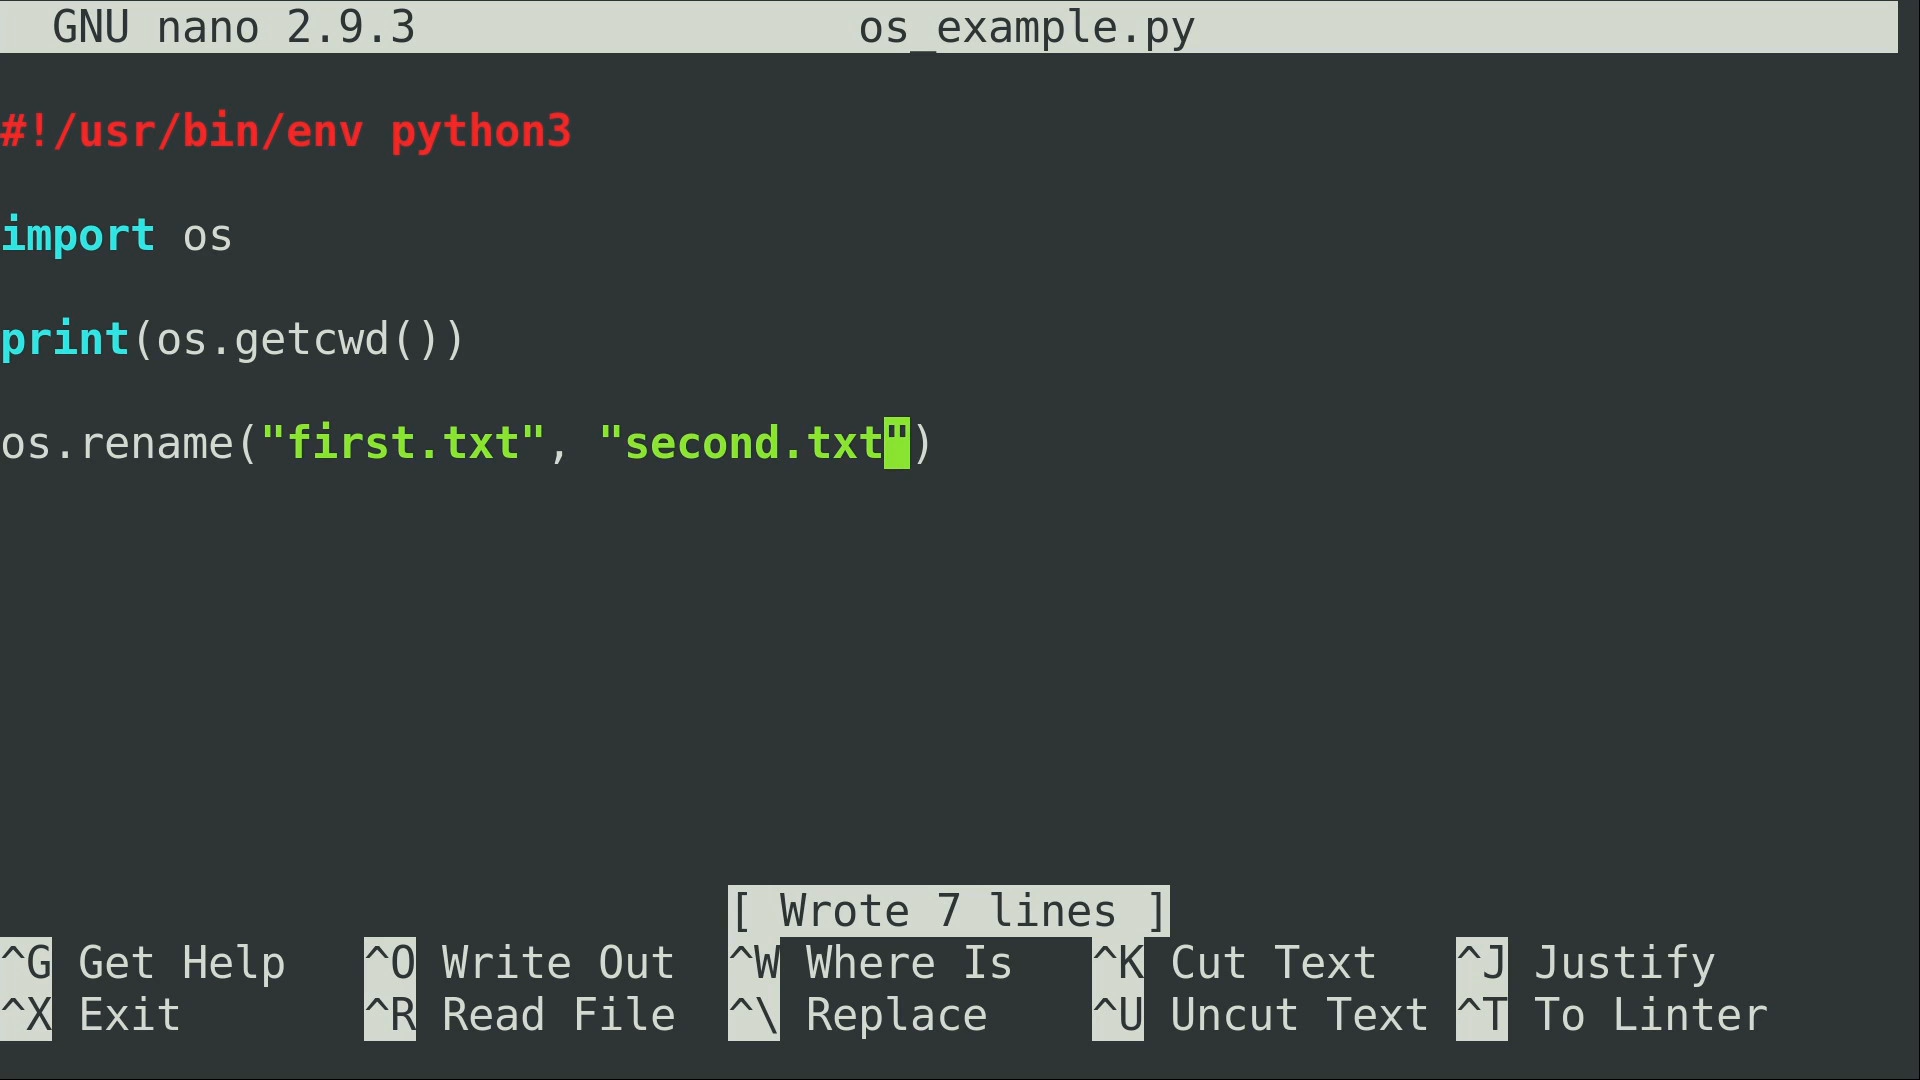 GNU nano 2.9.3 os_example.py
#!/usr/bin/env python3
import os
print(os.getcwd())
os.rename("first.txt", "second.txt")
[ Wrote 7 lines ]
^G Get Help ^O Write Out ^W Where Is ^K Cut Text ^J Justify
^X Exit ^R Read File ^\ Replace ^U Uncut Text ^T To Linter